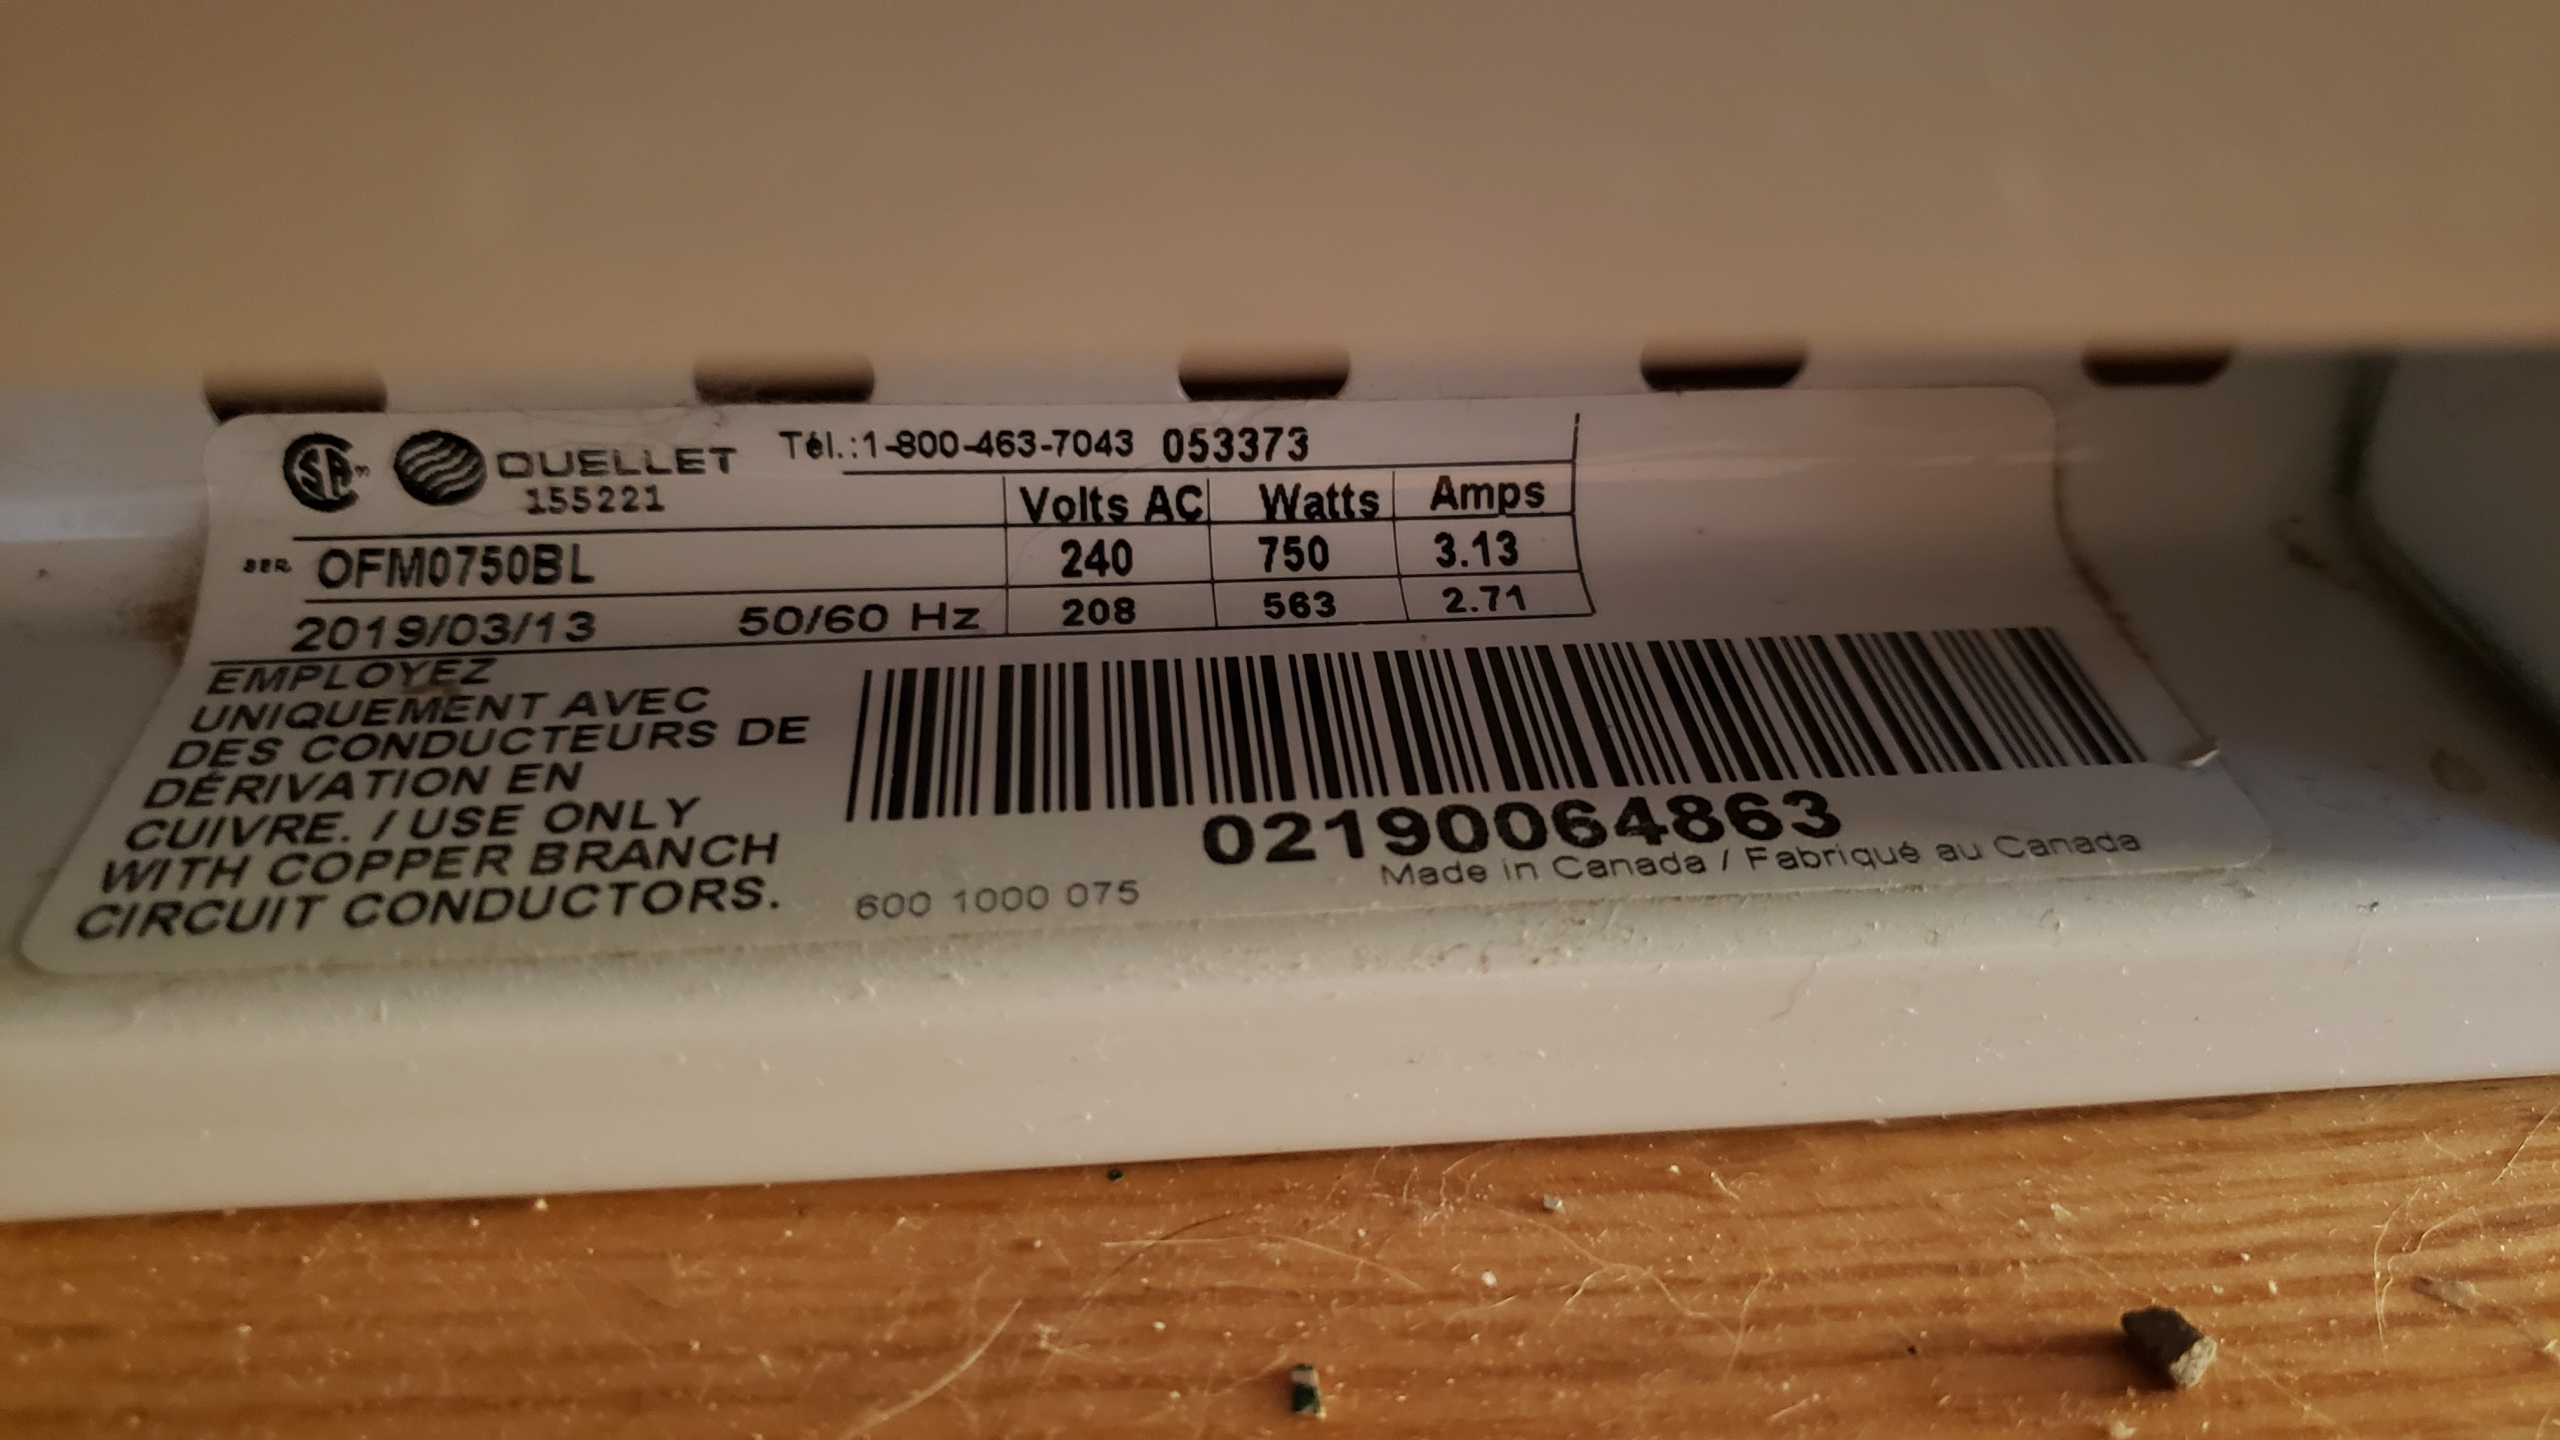 OUELLET Tél.:1-800-463-7043 053373
155221
Volts AC Watts Amps
SER. OFM0750BL 240 750 3.13
2019/03/13 50/60 Hz 208 563 2.71
EMPLOYEZ
UNIQUEMENT AVEC
DES CONDUCTEURS DE
DÉRIVATION EN
CUIVRE. / USE ONLY
WITH COPPER BRANCH
CIRCUIT CONDUCTORS.
02190064863
Made in Canada / Fabriqué au Canada
600 1000 075